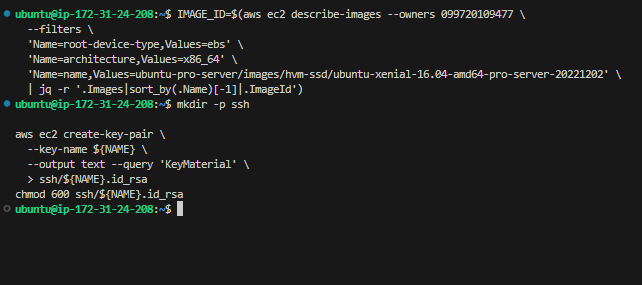 ubuntu@ip-172-31-24-208:~$ IMAGE_ID=$(aws ec2 describe-images --owners 099720109477 \
--filters \
'Name=root-device-type,Values=ebs' \
'Name=architecture,Values=x86_64' \
'Name=name,Values=ubuntu-pro-server/images/hvm-ssd/ubuntu-xenial-16.04-amd64-pro-server-20221202' \
| jq -r '.Images|sort_by(.Name)[-1]|.ImageId')
ubuntu@ip-172-31-24-208:~$ mkdir -p ssh
aws ec2 create-key-pair \
--key-name ${NAME} \
--output text --query 'KeyMaterial' \
> ssh/${NAME}.id_rsa
chmod 600 ssh/${NAME}.id_rsa
ubuntu@ip-172-31-24-208:~$